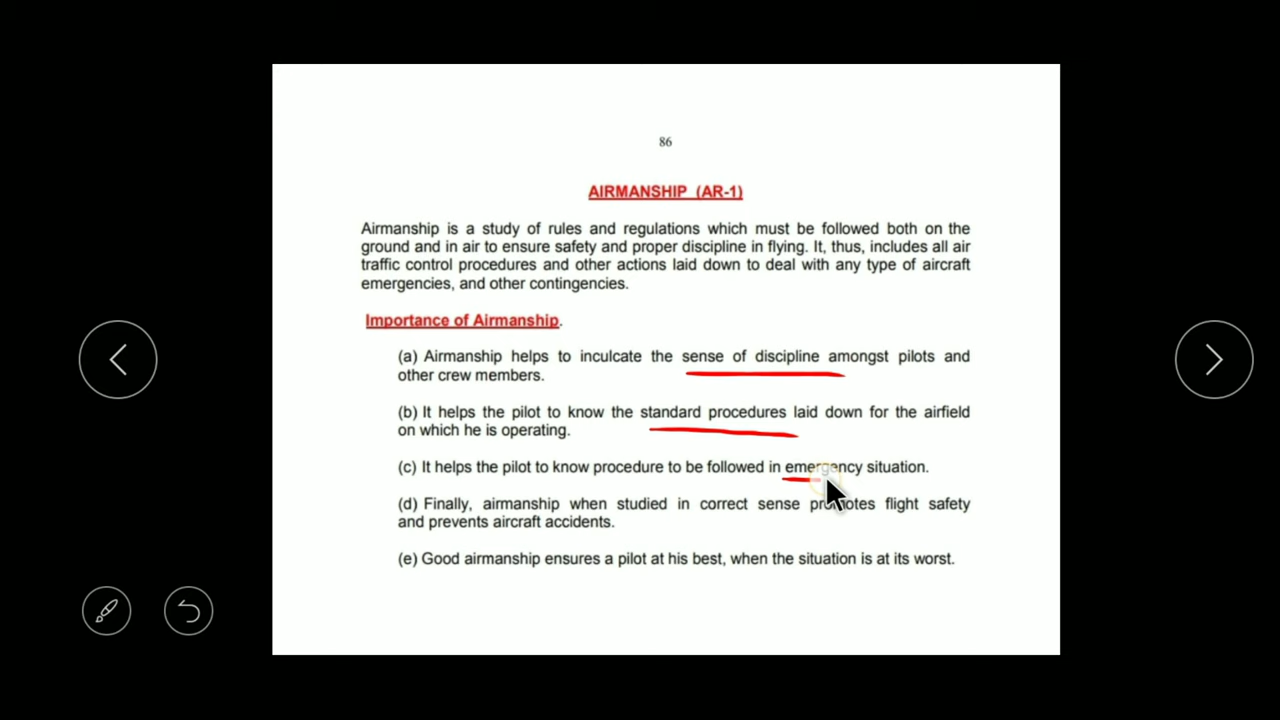 86
AIRMANSHIP (AR-1)
Airmanship is a study of rules and regulations which must be followed both on the
ground and in air to ensure safety and proper discipline in flying. It, thus, includes all air
traffic control procedures and other actions laid down to deal with any type of aircraft
emergencies, and other contingencies.
Importance of Airmanship.
(a) Airmanship helps to inculcate the sense of discipline amongst pilots and
other crew members.
(b) It helps the pilot to know the standard procedures laid down for the airfield
on which he is operating.
(c) It helps the pilot to know procedure to be followed in emergency situation.
(d) Finally, airmanship when studied in correct sense promotes flight safety
and prevents aircraft accidents.
(e) Good airmanship ensures a pilot at his best, when the situation is at its worst.